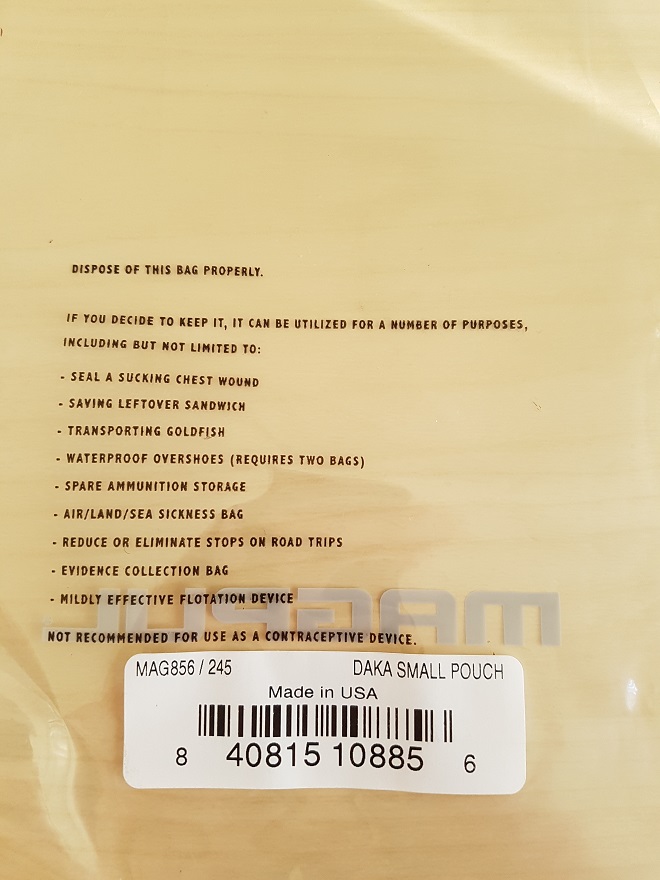 DISPOSE OF THIS BAG PROPERLY.
IF YOU DECIDE TO KEEP IT, IT CAN BE UTILIZED FOR A NUMBER OF PURPOSES,
INCLUDING BUT NOT LIMITED TO:
- SEAL A SUCKING CHEST WOUND
- SAVING LEFTOVER SANDWICH
- TRANSPORTING GOLDFISH
- WATERPROOF OVERSHOES (REQUIRES TWO BAGS)
- SPARE AMMUNITION STORAGE
- AIR/LAND/SEA SICKNESS BAG
- REDUCE OR ELIMINATE STOPS ON ROAD TRIPS
- EVIDENCE COLLECTION BAG
- MILDLY EFFECTIVE FLOTATION DEVICE
MAGPUL
NOT RECOMMENDED FOR USE AS A CONTRACEPTIVE DEVICE.
MAG856 / 245 DAKA SMALL POUCH
Made in USA
8 40815 10885 6